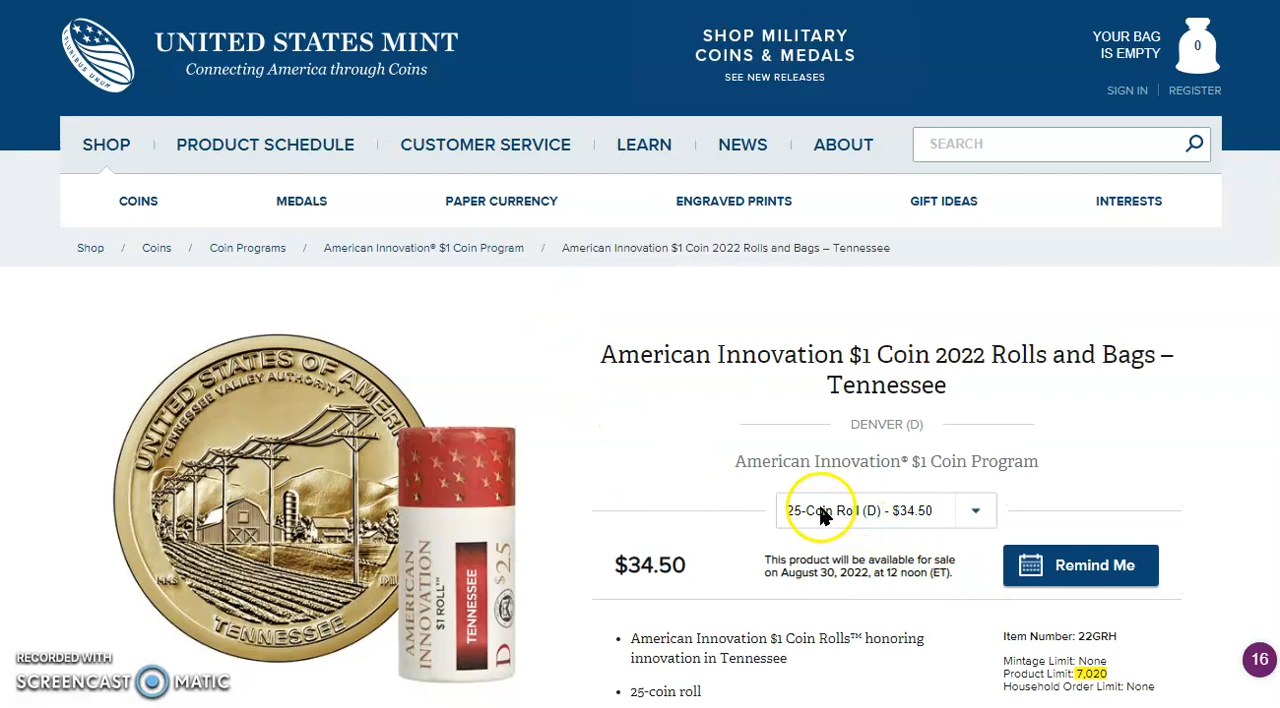 UNITED STATES MINT
Connecting America through Coins
SHOP MILITARY
COINS & MEDALS
SEE NEW RELEASES
YOUR BAG
IS EMPTY
0
SIGN IN
REGISTER
SHOP
PRODUCT SCHEDULE
CUSTOMER SERVICE
LEARN
NEWS
ABOUT
SEARCH
COINS
MEDALS
PAPER CURRENCY
ENGRAVED PRINTS
GIFT IDEAS
INTERESTS
Shop / Coins / Coin Programs / American Innovation® $1 Coin Program / American Innovation $1 Coin 2022 Rolls and Bags – Tennessee
UNITED STATES OF AMERICA
TENNESSEE VALLEY AUTHORITY
TENNESSEE
AMERICAN
INNOVATION
$1 ROLL™
TENNESSEE
D $25
American Innovation $1 Coin 2022 Rolls and Bags –
Tennessee
DENVER (D)
American Innovation® $1 Coin Program
25-Coin Roll (D) - $34.50
$34.50
This product will be available for sale
on August 30, 2022, at 12 noon (ET).
Remind Me
• American Innovation $1 Coin Rolls™ honoring
innovation in Tennessee
• 25-coin roll
Item Number: 22GRH
Mintage Limit: None
Product Limit: 7,020
Household Order Limit: None
16
RECORDED WITH
SCREENCAST MATIC